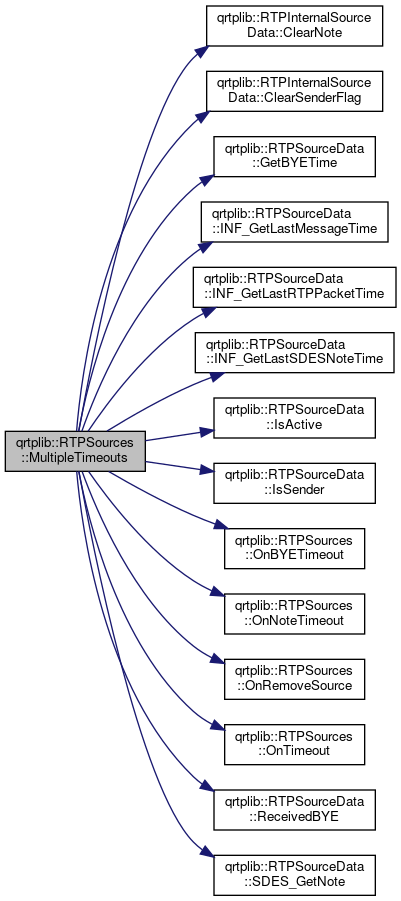 qrtplib::RTPInternalSource
Data::ClearNote
qrtplib::RTPInternalSource
Data::ClearSenderFlag
qrtplib::RTPSourceData
::GetBYETime
qrtplib::RTPSourceData
::INF_GetLastMessageTime
qrtplib::RTPSourceData
::INF_GetLastRTPPacketTime
qrtplib::RTPSourceData
::INF_GetLastSDESNoteTime
qrtplib::RTPSourceData
::IsActive
qrtplib::RTPSources
::MultipleTimeouts
qrtplib::RTPSourceData
::IsSender
qrtplib::RTPSources
::OnBYETimeout
qrtplib::RTPSources
::OnNoteTimeout
qrtplib::RTPSources
::OnRemoveSource
qrtplib::RTPSources
::OnTimeout
qrtplib::RTPSourceData
::ReceivedBYE
qrtplib::RTPSourceData
::SDES_GetNote